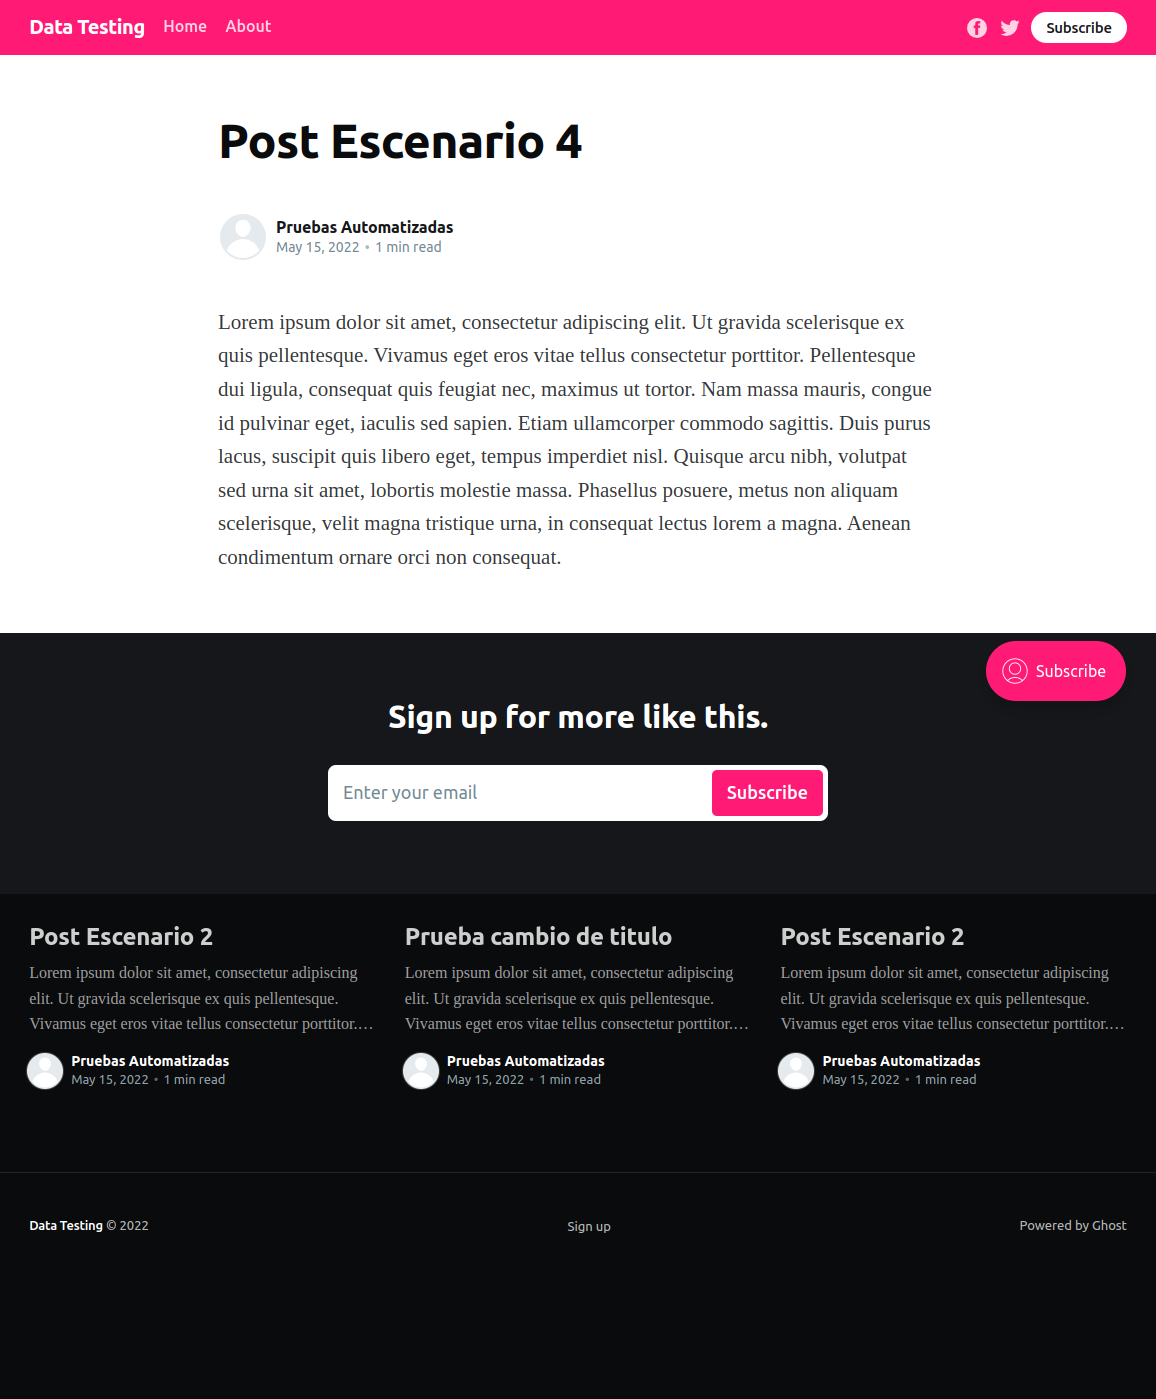 Data Testing Home About Subscribe
Post Escenario 4
Pruebas Automatizadas
May 15, 2022 • 1 min read
Lorem ipsum dolor sit amet, consectetur adipiscing elit. Ut gravida scelerisque ex
quis pellentesque. Vivamus eget eros vitae tellus consectetur porttitor. Pellentesque
dui ligula, consequat quis feugiat nec, maximus ut tortor. Nam massa mauris, congue
id pulvinar eget, iaculis sed sapien. Etiam ullamcorper commodo sagittis. Duis purus
lacus, suscipit quis libero eget, tempus imperdiet nisl. Quisque arcu nibh, volutpat
sed urna sit amet, lobortis molestie massa. Phasellus posuere, metus non aliquam
scelerisque, velit magna tristique urna, in consequat lectus lorem a magna. Aenean
condimentum ornare orci non consequat.
Subscribe
Sign up for more like this.
Enter your email Subscribe
Post Escenario 2
Lorem ipsum dolor sit amet, consectetur adipiscing
elit. Ut gravida scelerisque ex quis pellentesque.
Vivamus eget eros vitae tellus consectetur porttitor.…
Pruebas Automatizadas
May 15, 2022 • 1 min read
Prueba cambio de titulo
Lorem ipsum dolor sit amet, consectetur adipiscing
elit. Ut gravida scelerisque ex quis pellentesque.
Vivamus eget eros vitae tellus consectetur porttitor.…
Pruebas Automatizadas
May 15, 2022 • 1 min read
Post Escenario 2
Lorem ipsum dolor sit amet, consectetur adipiscing
elit. Ut gravida scelerisque ex quis pellentesque.
Vivamus eget eros vitae tellus consectetur porttitor.…
Pruebas Automatizadas
May 15, 2022 • 1 min read
Data Testing © 2022
Sign up
Powered by Ghost